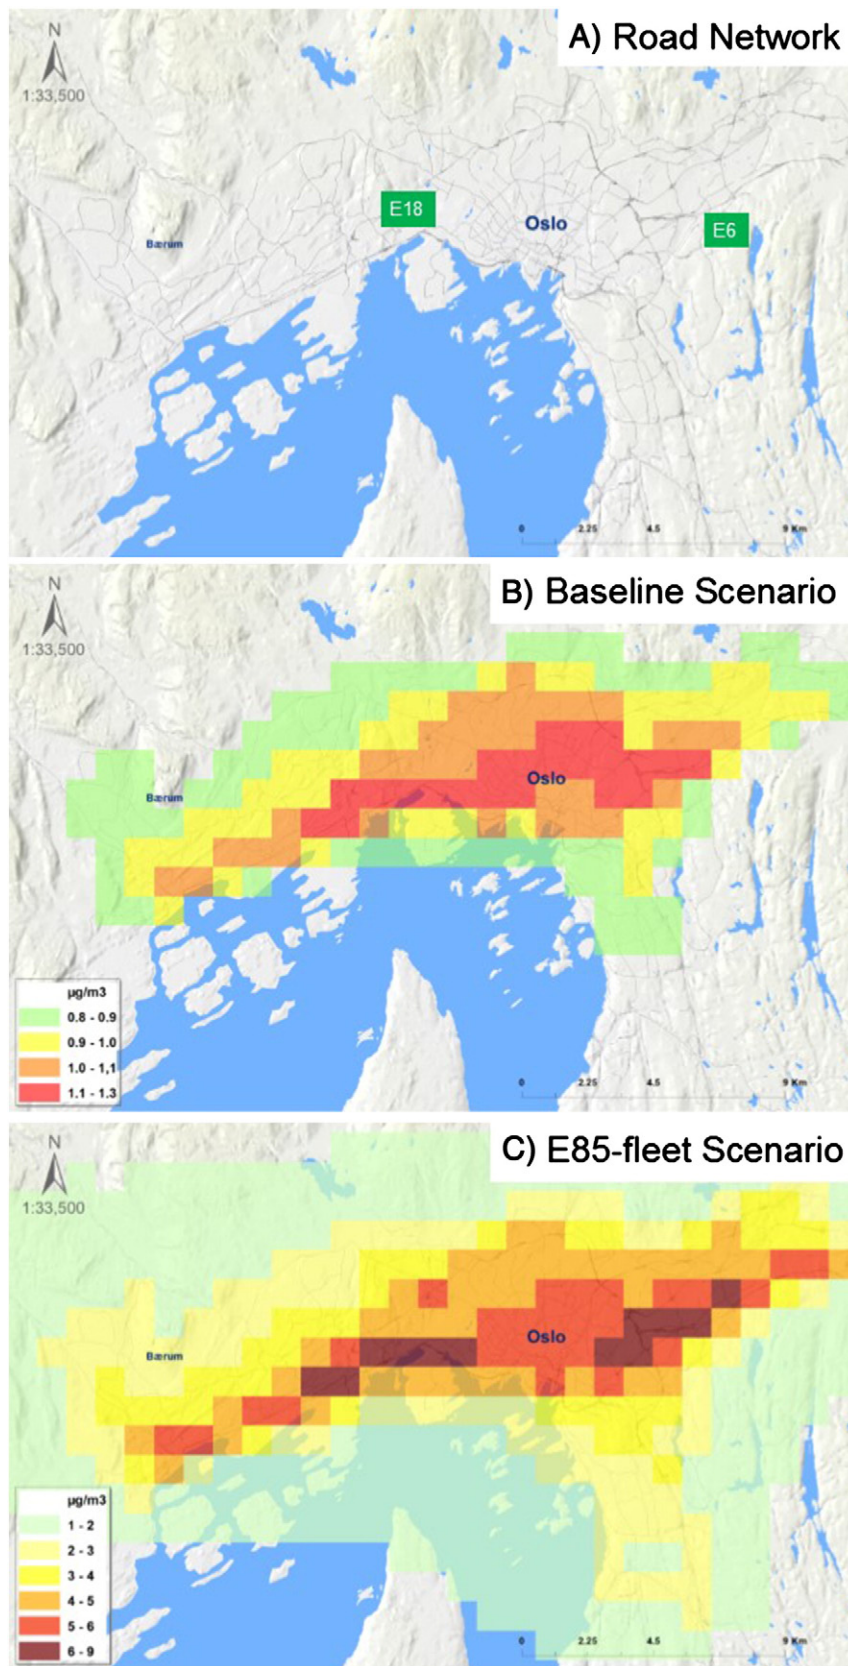 A) Road Network
N
1:33,500
E18
Oslo
E6
Bærum
0 2.25 4.5 9 Km
B) Baseline Scenario
N
1:33,500
Oslo
Bærum
µg/m3
0.8 - 0.9
0.9 - 1.0
1.0 - 1,1
1.1 - 1.3
0 2.25 4.5 9 Km
C) E85-fleet Scenario
N
1:33,500
Oslo
Bærum
µg/m3
1 - 2
2 - 3
3 - 4
4 - 5
5 - 6
6 - 9
0 2.25 4.5 9 Km